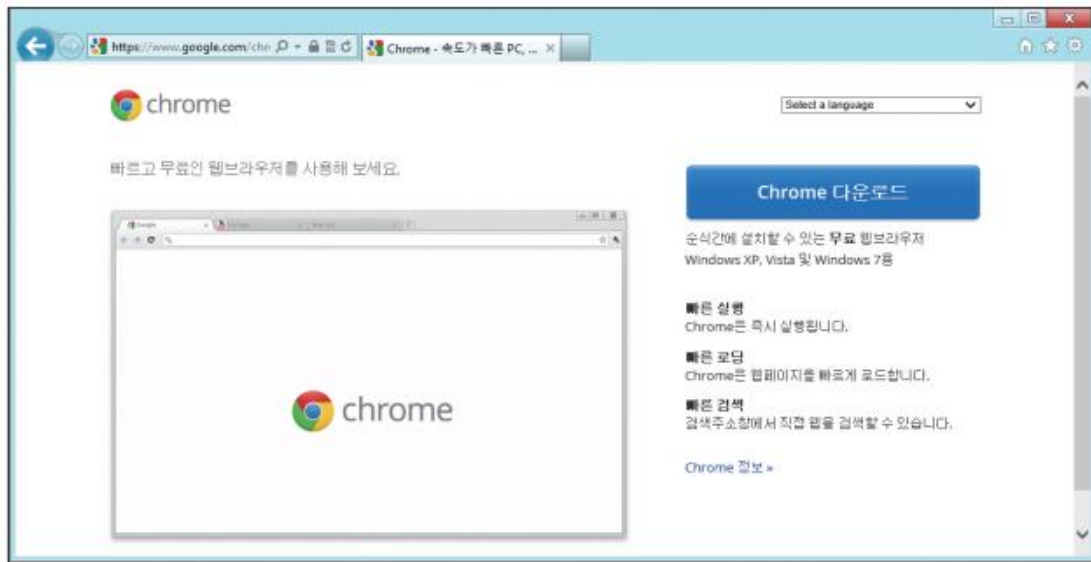 https://www.google.com/cho
Chrome - 속도가 빠른 PC, ...
chrome
Select a language
빠르고 무료인 웹브라우저를 사용해 보세요.
Chrome 다운로드
Google
순식간에 설치할 수 있는 무료 웹브라우저
Windows XP, Vista 및 Windows 7용
빠른 실행
Chrome은 즉시 실행됩니다.
빠른 로딩
Chrome은 웹페이지를 빠르게 로드합니다.
빠른 검색
검색주소창에서 직접 웹을 검색할 수 있습니다.
chrome
Chrome 정보 »